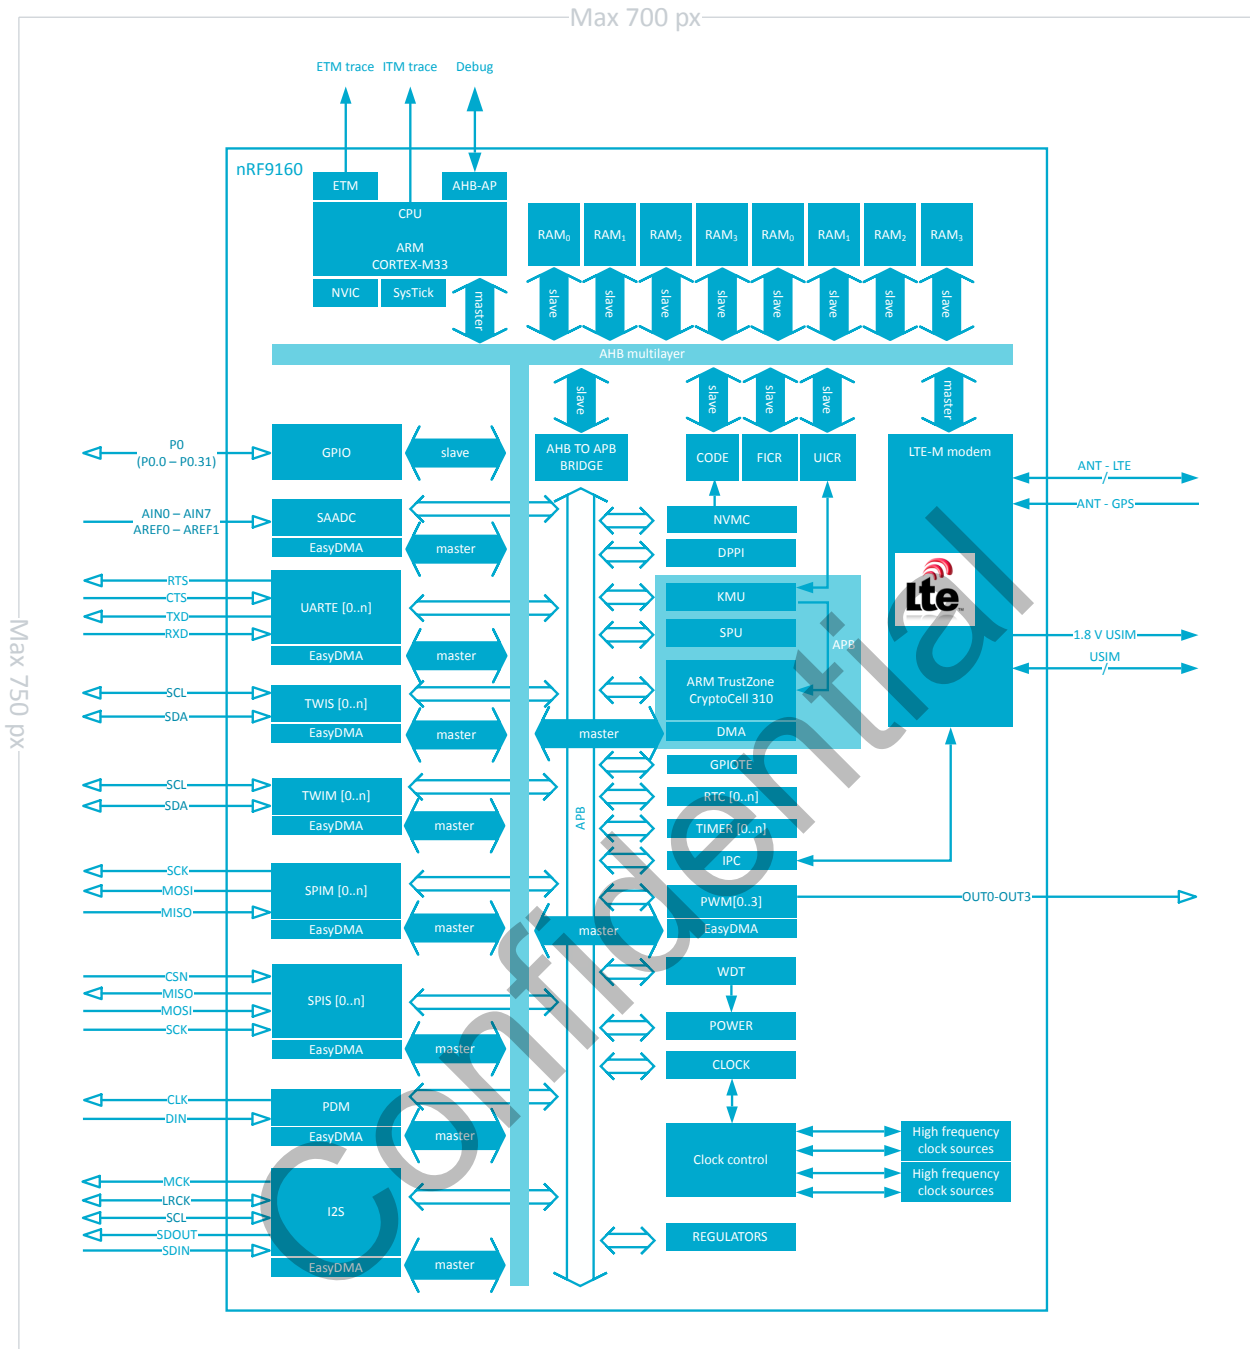 Max 700 px
Max 750 px
ETM trace
ITM trace
Debug
nRF9160
ETM
AHB-AP
CPU
ARM
CORTEX-M33
NVIC
SysTick
master
RAM0
RAM1
RAM2
RAM3
RAM0
RAM1
RAM2
RAM3
slave
slave
slave
slave
slave
slave
slave
slave
AHB multilayer
slave
slave
slave
slave
master
P0
(P0.0 – P0.31)
GPIO
slave
AHB TO APB
BRIDGE
CODE
FICR
UICR
LTE-M modem
ANT - LTE
ANT - GPS
AIN0 – AIN7
AREF0 – AREF1
SAADC
EasyDMA
master
NVMC
DPPI
RTS
CTS
TXD
RXD
UARTE [0..n]
EasyDMA
master
KMU
SPU
APB
Lte
TM
1.8 V USIM
USIM
SCL
SDA
TWIS [0..n]
EasyDMA
master
ARM TrustZone
CryptoCell 310
DMA
master
GPIOTE
SCL
SDA
TWIM [0..n]
EasyDMA
master
APB
RTC [0..n]
TIMER [0..n]
IPC
SCK
MOSI
MISO
SPIM [0..n]
EasyDMA
master
master
PWM[0..3]
EasyDMA
OUT0-OUT3
CSN
MISO
MOSI
SCK
SPIS [0..n]
EasyDMA
master
WDT
POWER
CLOCK
CLK
DIN
PDM
EasyDMA
master
Clock control
High frequency
clock sources
High frequency
clock sources
MCK
LRCK
SCL
SDOUT
SDIN
I2S
EasyDMA
master
REGULATORS
Confidential